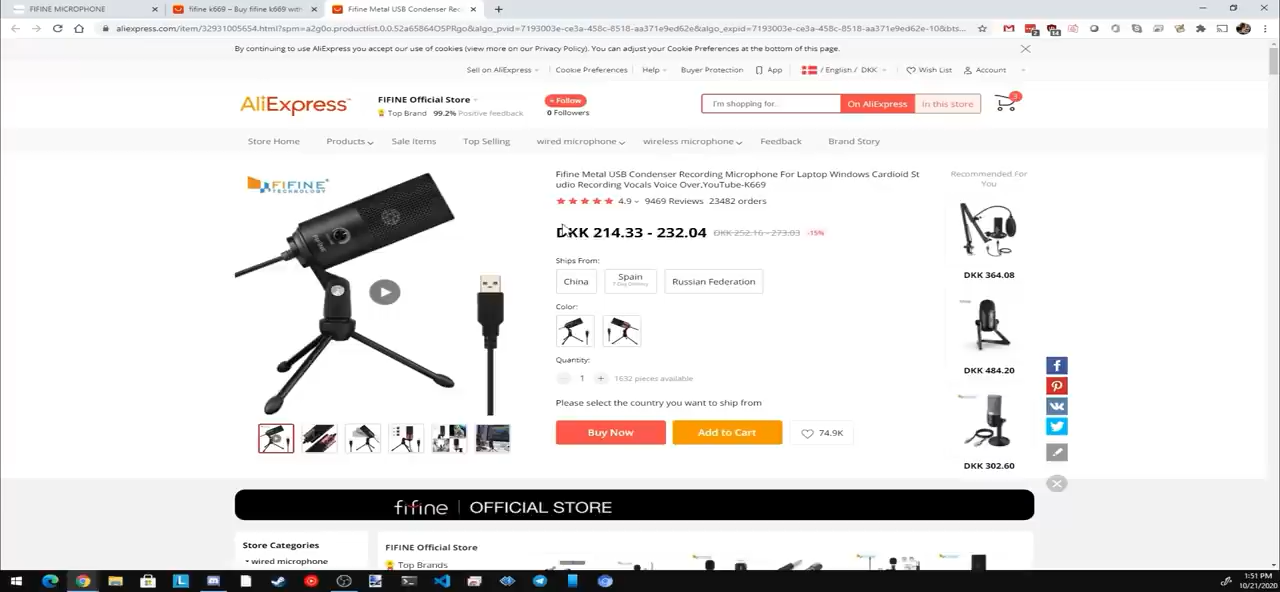 FIFINE MICROPHONE
fifine k669 – Buy fifine k669 with
Fifine Metal USB Condenser Rec
aliexpress.com/item/32931005654.html?spm=a2g0o.productlist.0.0.52a65864O5PRgo&algo_pvid=7193003e-ce3a-458c-8518-aa371e9ed62e&algo_expid=7193003e-ce3a-458c-8518-aa371e9ed62e-10&bts...
By continuing to use AliExpress you accept our use of cookies (view more on our Privacy Policy). You can adjust your Cookie Preferences at the bottom of this page.
Sell on AliExpress
Cookie Preferences
Help
Buyer Protection
App
/ English / DKK
Wish List
Account
AliExpress
FIFINE Official Store
Top Brand 99.2% Positive feedback
+ Follow
0 Followers
I'm shopping for...
On AliExpress
In this store
3
Store Home
Products
Sale Items
Top Selling
wired microphone
wireless microphone
Feedback
Brand Story
FIFINE
TECHNOLOGY
Fifine Metal USB Condenser Recording Microphone For Laptop Windows Cardioid St
udio Recording Vocals Voice Over,YouTube-K669
4.9 9469 Reviews 23482 orders
DKK 214.33 - 232.04 DKK 252.16 - 273.03 -15%
Ships From:
China
Spain
7-Day Delivery
Russian Federation
Color:
Quantity:
1
1632 pieces available
Please select the country you want to ship from
Buy Now
Add to Cart
74.9K
Recommended For
You
DKK 364.08
DKK 484.20
DKK 302.60
fifine | OFFICIAL STORE
Store Categories
wired microphone
FIFINE Official Store
Top Brands
1:51 PM
10/21/2020